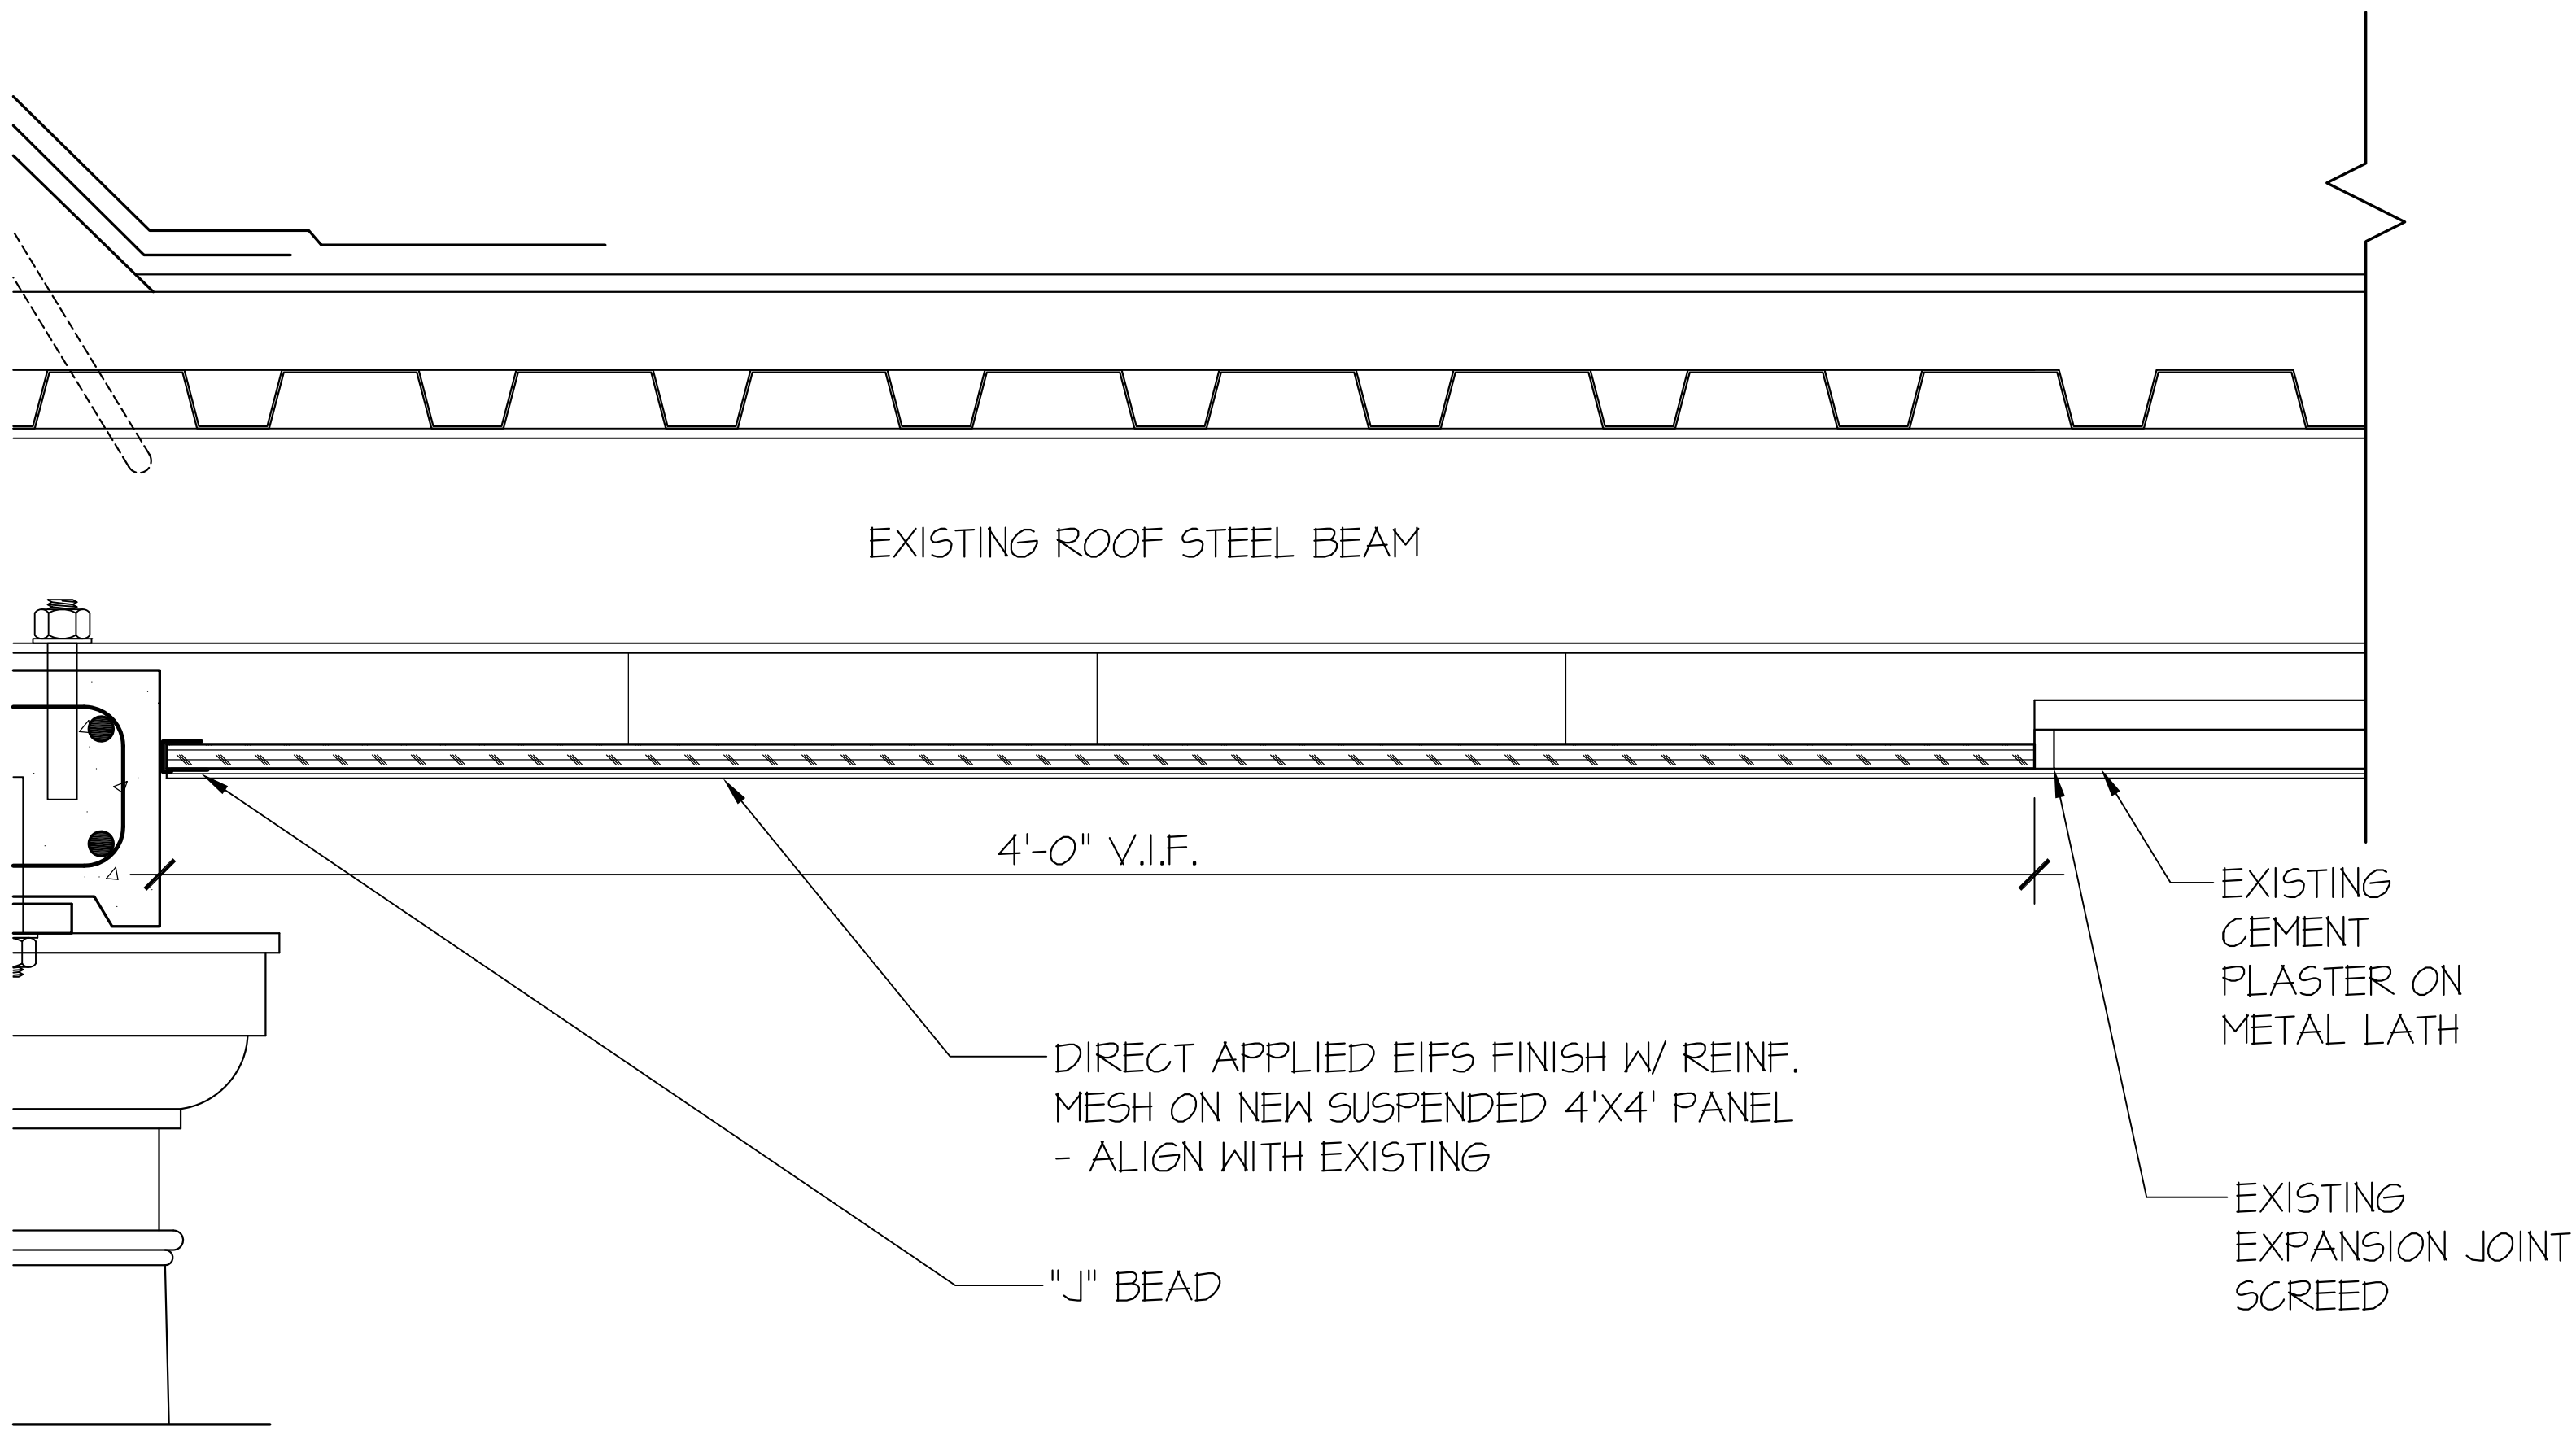 EXISTING ROOF STEEL BEAM
4'-0" V.I.F.
EXISTING
CEMENT
PLASTER ON
METAL LATH
DIRECT APPLIED EIFS FINISH W/ REINF.
MESH ON NEW SUSPENDED 4'X4' PANEL
- ALIGN WITH EXISTING
EXISTING
EXPANSION JOINT
SCREED
"J" BEAD